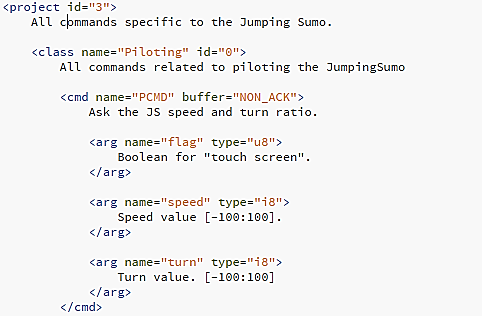 <project id="3">
    All commands specific to the Jumping Sumo.
    <class name="Piloting" id="0">
        All commands related to piloting the JumpingSumo
        <cmd name="PCMD" buffer="NON_ACK">
            Ask the JS speed and turn ratio.
            <arg name="flag" type="u8">
                Boolean for "touch screen".
            </arg>
            <arg name="speed" type="i8">
                Speed value [-100:100].
            </arg>
            <arg name="turn" type="i8">
                Turn value. [-100:100]
            </arg>
        </cmd>